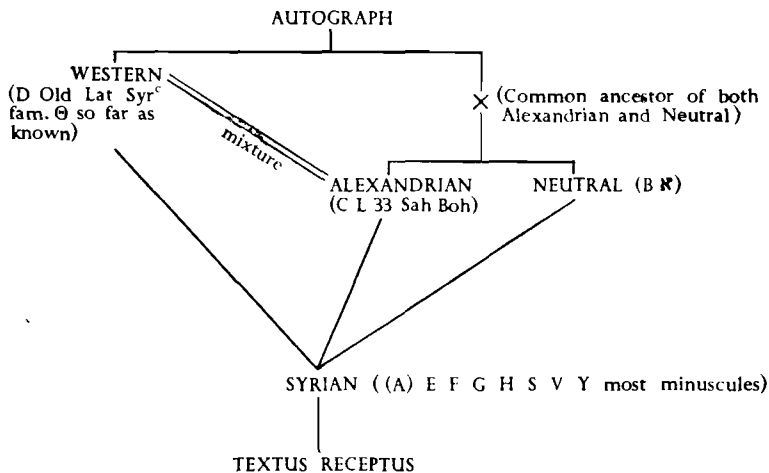 AUTOGRAPH
WESTERN
(D Old Lat Syrᶜ
fam. Θ so far as
known)
× (Common ancestor of both
Alexandrian and Neutral)
mixture
ALEXANDRIAN
(C L 33 Sah Boh)
NEUTRAL (B א)
SYRIAN ((A) E F G H S V Y most minuscules)
TEXTUS RECEPTUS